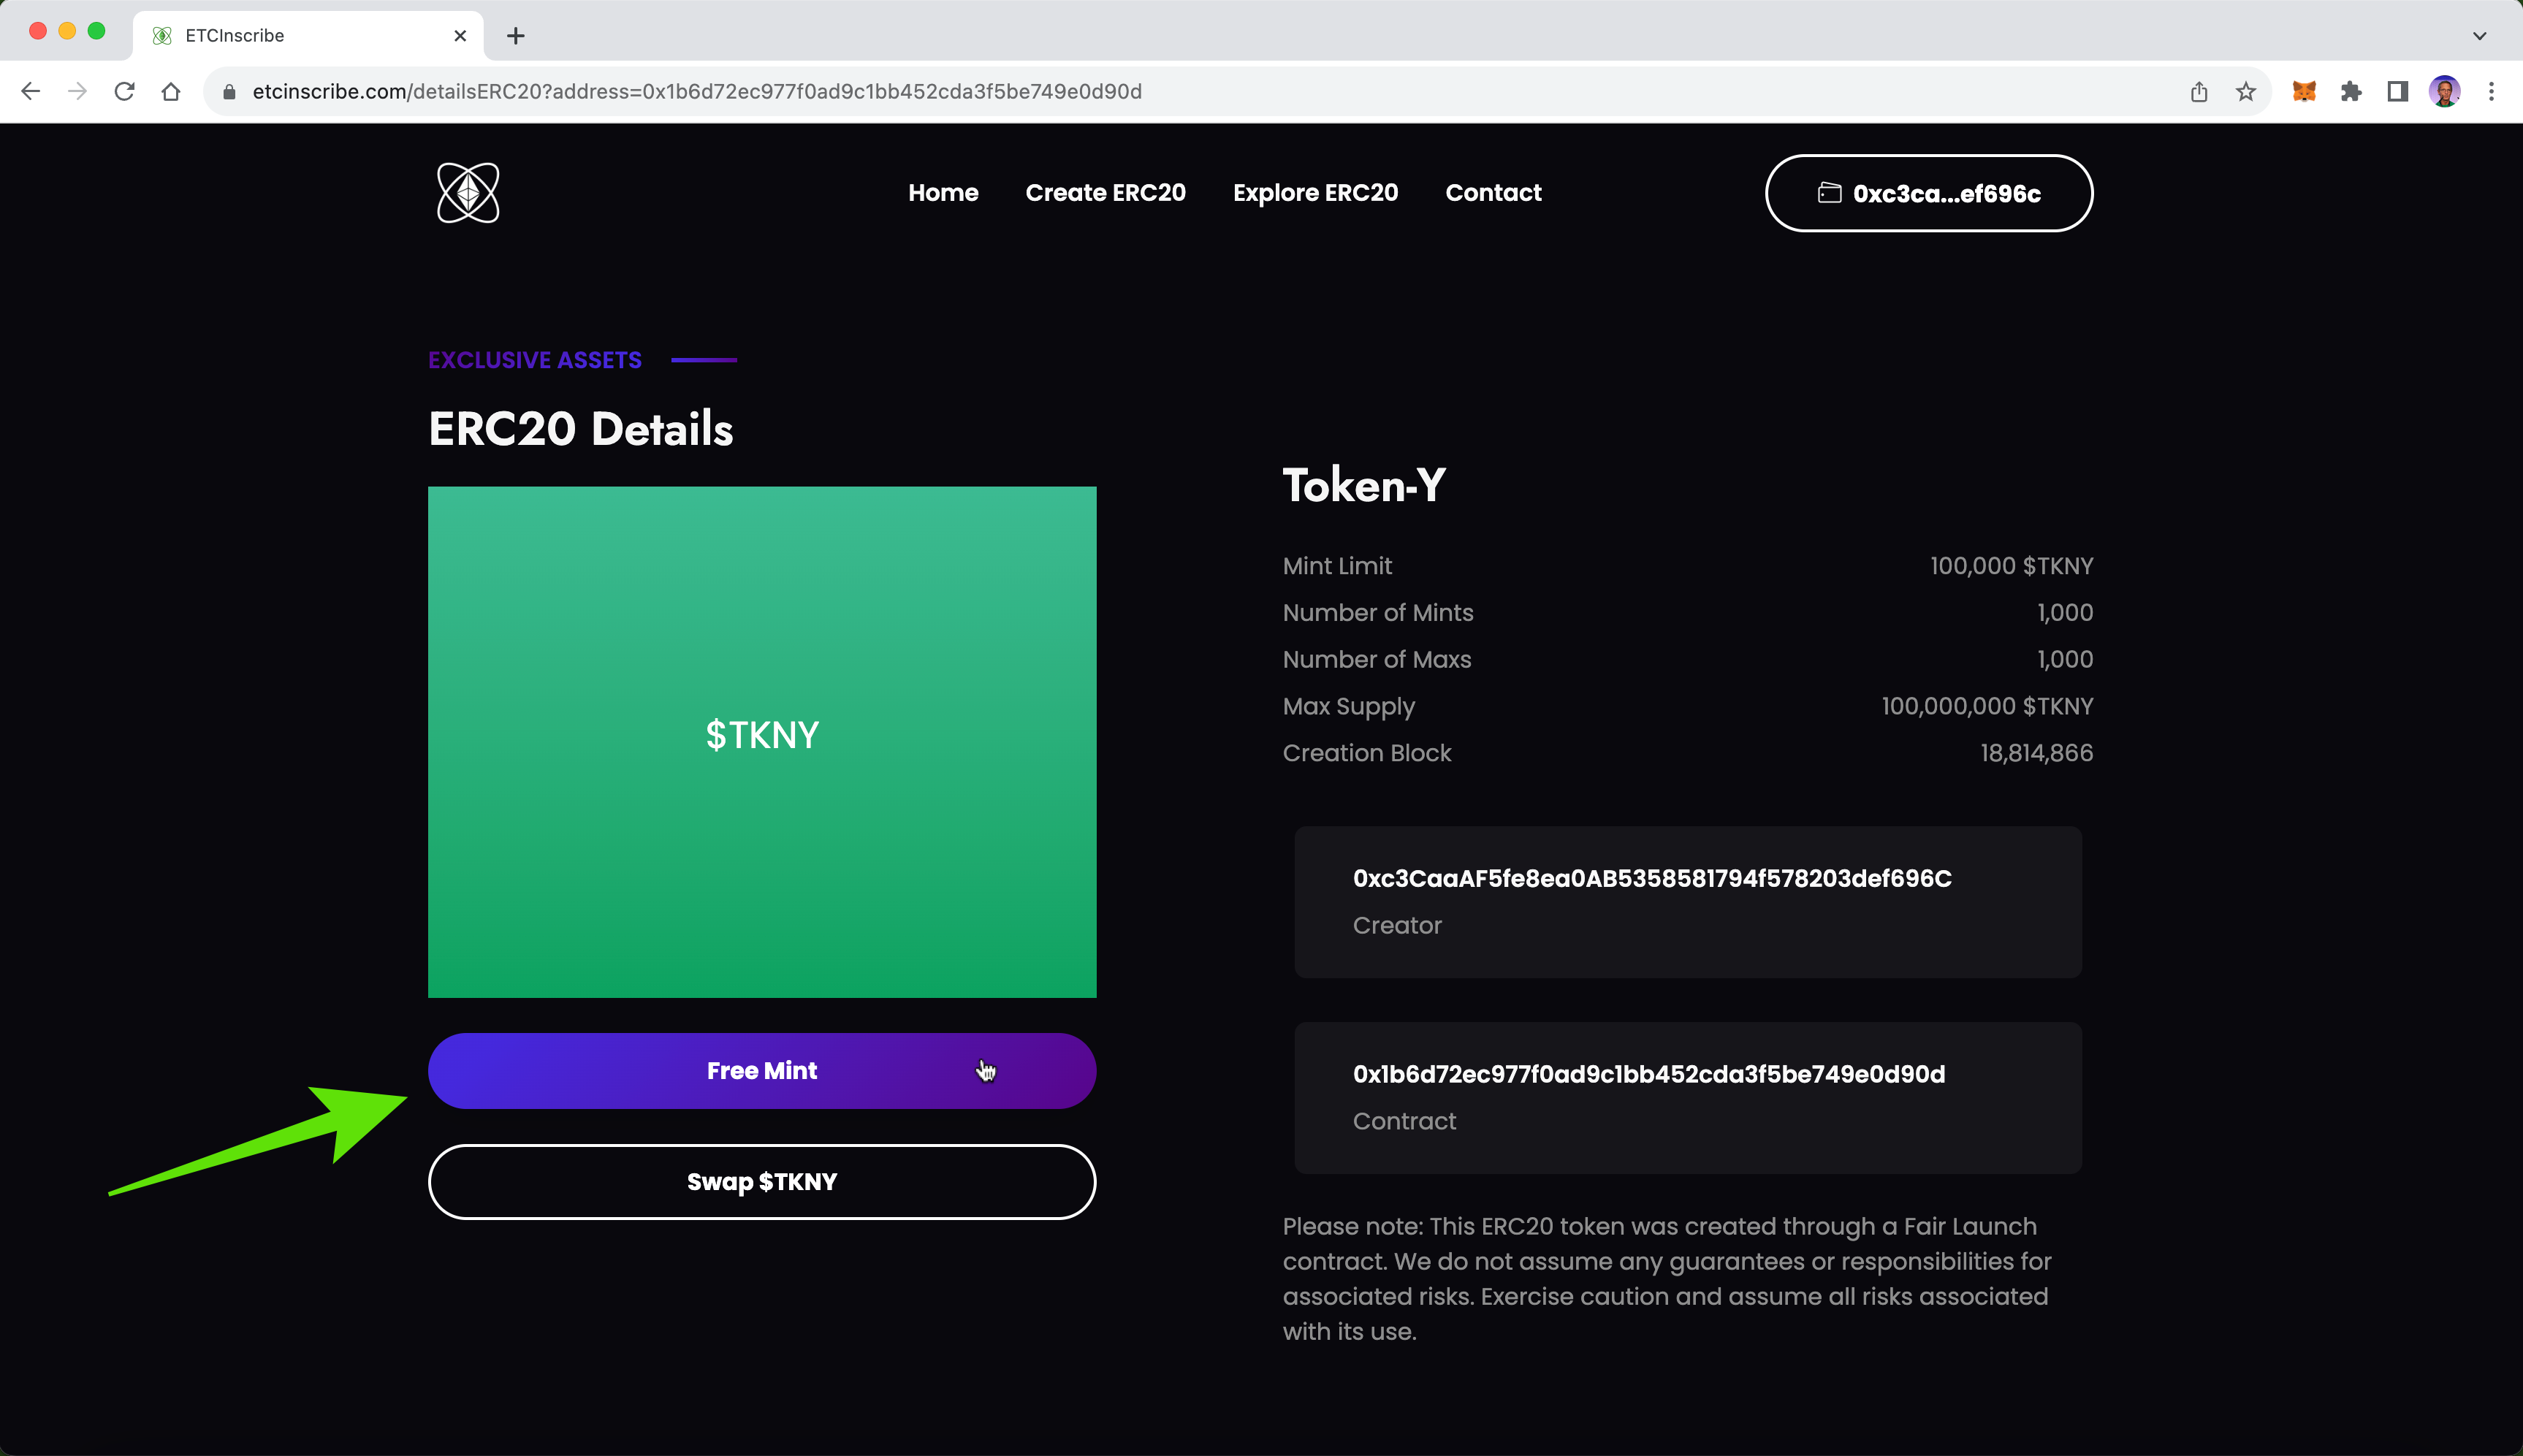 ETCInscribe
etcinscribe.com/detailsERC20?address=0x1b6d72ec977f0ad9c1bb452cda3f5be749e0d90d
Home
Create ERC20
Explore ERC20
Contact
0xc3ca...ef696c
EXCLUSIVE ASSETS
ERC20 Details
$TKNY
Free Mint
Swap $TKNY
Token-Y
Mint Limit 100,000 $TKNY
Number of Mints 1,000
Number of Maxs 1,000
Max Supply 100,000,000 $TKNY
Creation Block 18,814,866
0xc3CaaAF5fe8ea0AB5358581794f578203def696C
Creator
0x1b6d72ec977f0ad9c1bb452cda3f5be749e0d90d
Contract
Please note: This ERC20 token was created through a Fair Launch
contract. We do not assume any guarantees or responsibilities for
associated risks. Exercise caution and assume all risks associated
with its use.